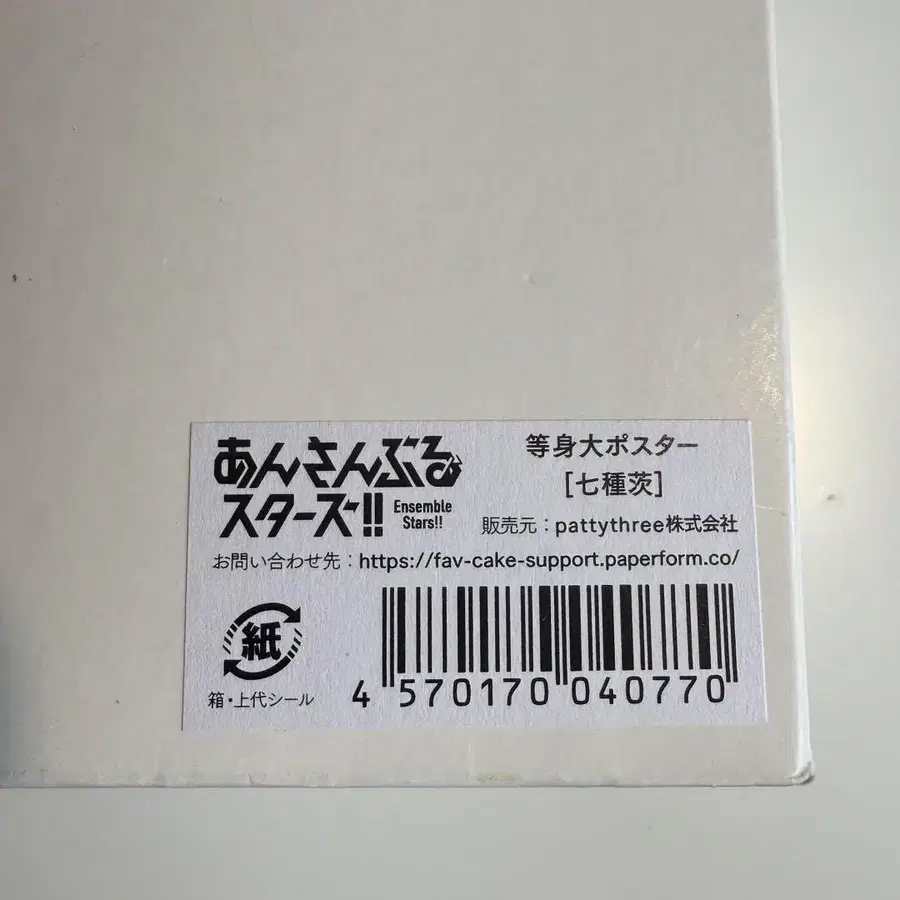 あんさんぶる
スターズ!!
Ensemble
Stars!!
等身大ポスター
[七種茨]
販売元：pattythree株式会社
お問い合わせ先：https://fav-cake-support.paperform.co/
紙
箱・上代シール
4 570170 040770